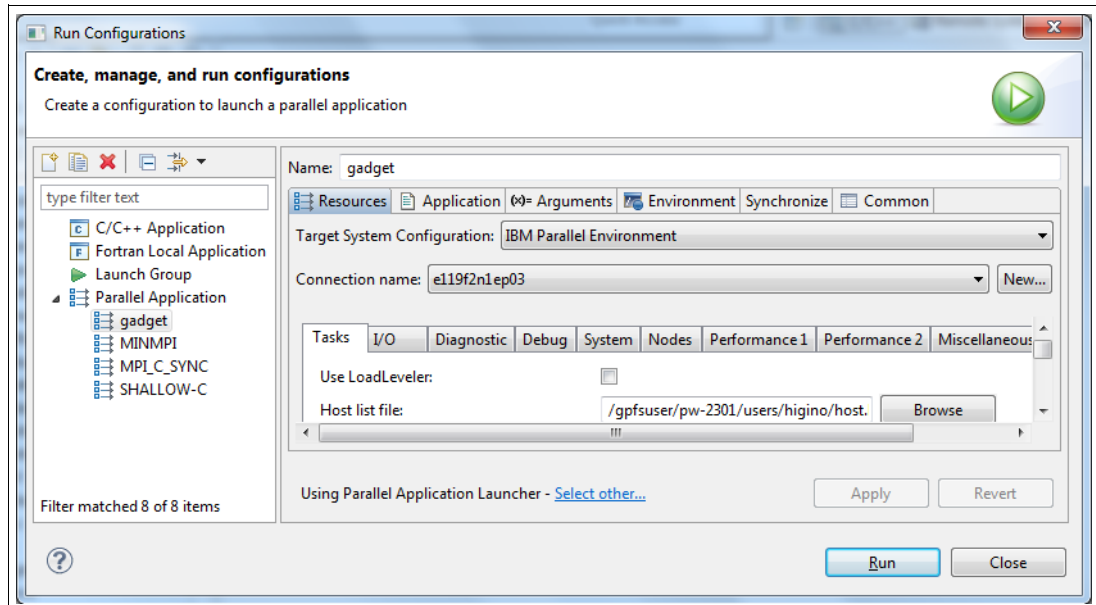 Run Configurations
Create, manage, and run configurations
Create a configuration to launch a parallel application
type filter text
C/C++ Application
Fortran Local Application
Launch Group
Parallel Application
gadget
MINMPI
MPI_C_SYNC
SHALLOW-C
Filter matched 8 of 8 items
Name: gadget
Resources Application (x)= Arguments Environment Synchronize Common
Target System Configuration: IBM Parallel Environment
Connection name: e119f2n1ep03 New...
Tasks I/O Diagnostic Debug System Nodes Performance 1 Performance 2 Miscellaneous
Use LoadLeveler:
Host list file: /gpfsuser/pw-2301/users/higino/host. Browse
Using Parallel Application Launcher - Select other... Apply Revert
? Run Close